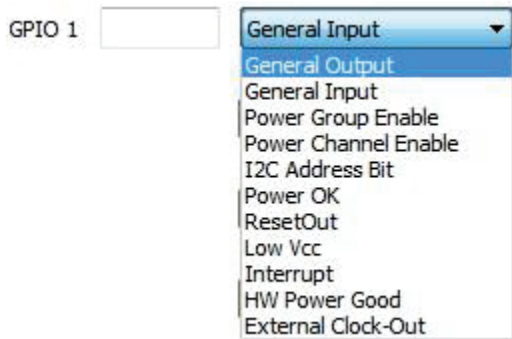 GPIO 1 General Input
General Output
General Input
Power Group Enable
Power Channel Enable
I2C Address Bit
Power OK
ResetOut
Low Vcc
Interrupt
HW Power Good
External Clock-Out